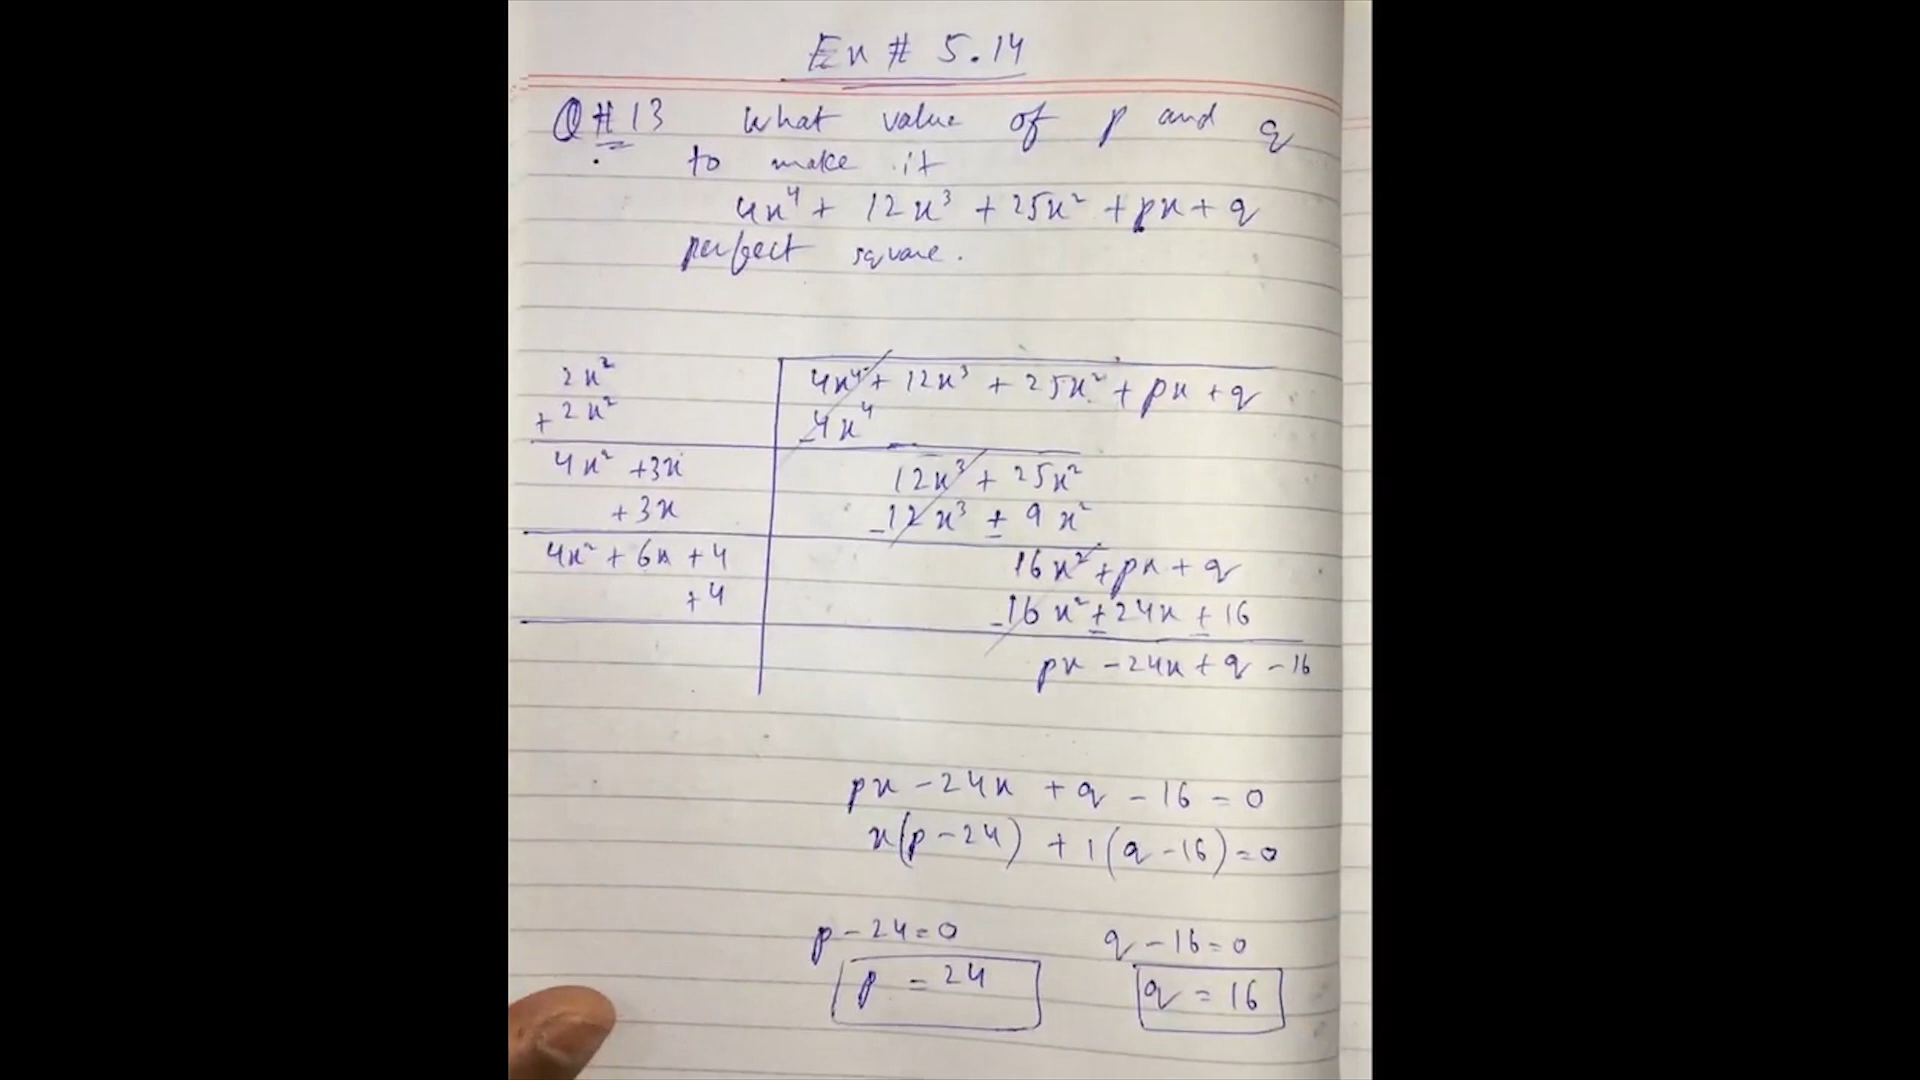 Ex # 5.14
Q#13 What value of p and q
to make it
4x⁴ + 12x³ + 25x² + px + q
perfect square.
2x²
+ 2x²
4x² + 3x
+ 3x
4x² + 6x + 4
+ 4
4x⁴ + 12x³ + 25x² + px + q
- 4x⁴
12x³ + 25x²
- 12x³ ± 9x²
16x² + px + q
- 16x² ± 24x ± 16
px - 24x + q - 16
px - 24x + q - 16 = 0
x(p - 24) + 1(q - 16) = 0
p - 24 = 0 q - 16 = 0
p = 24 q = 16